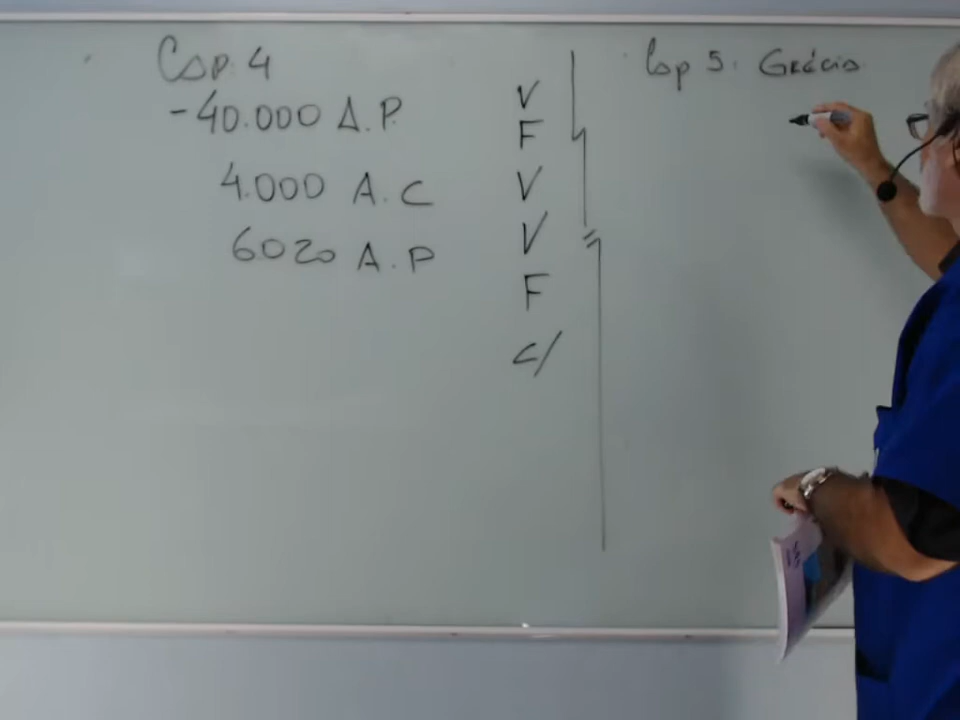 Cap. 4
-40.000 A.P.
4.000 A.C
6020 A.P
V
F
V
V
F
c/
Cap 5. Grécia